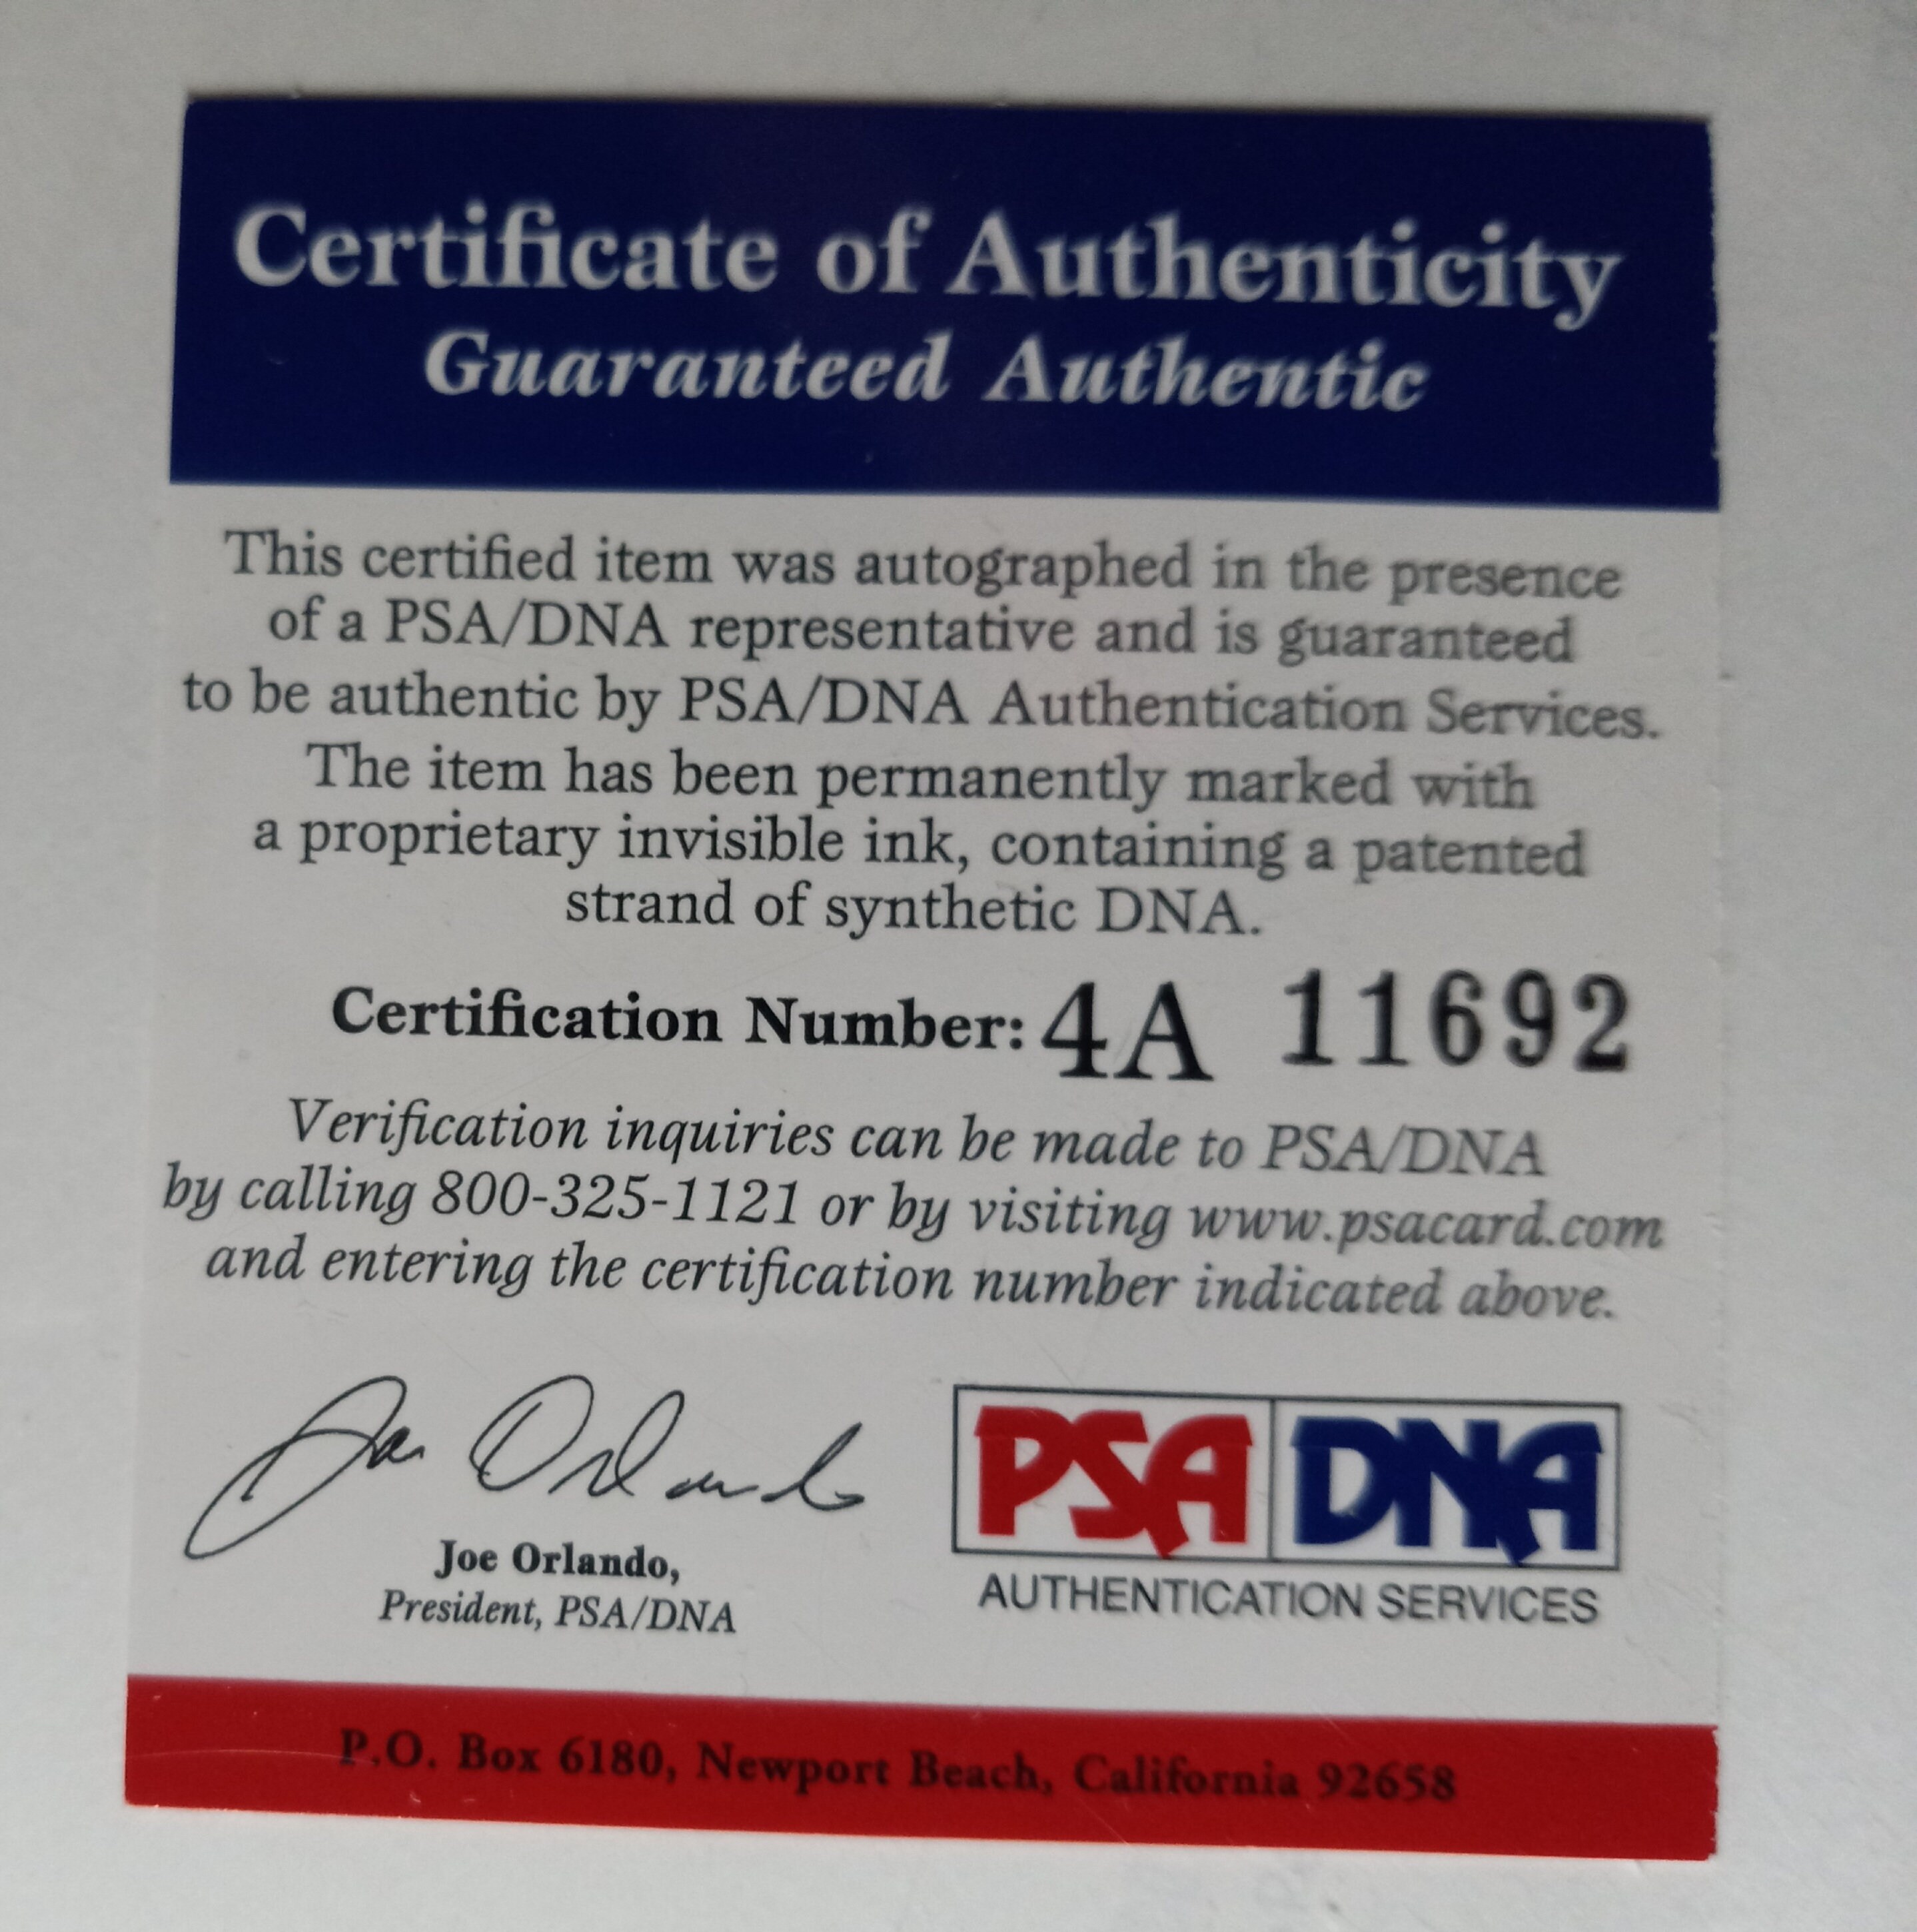 Certificate of Authenticity
Guaranteed Authentic
This certified item was autographed in the presence
of a PSA/DNA representative and is guaranteed
to be authentic by PSA/DNA Authentication Services.
The item has been permanently marked with
a proprietary invisible ink, containing a patented
strand of synthetic DNA.
Certification Number: 4A 11692
Verification inquiries can be made to PSA/DNA
by calling 800-325-1121 or by visiting www.psacard.com
and entering the certification number indicated above.
Joe Orlando
Joe Orlando,
President, PSA/DNA
PSA DNA
AUTHENTICATION SERVICES
P.O. Box 6180, Newport Beach, California 92658